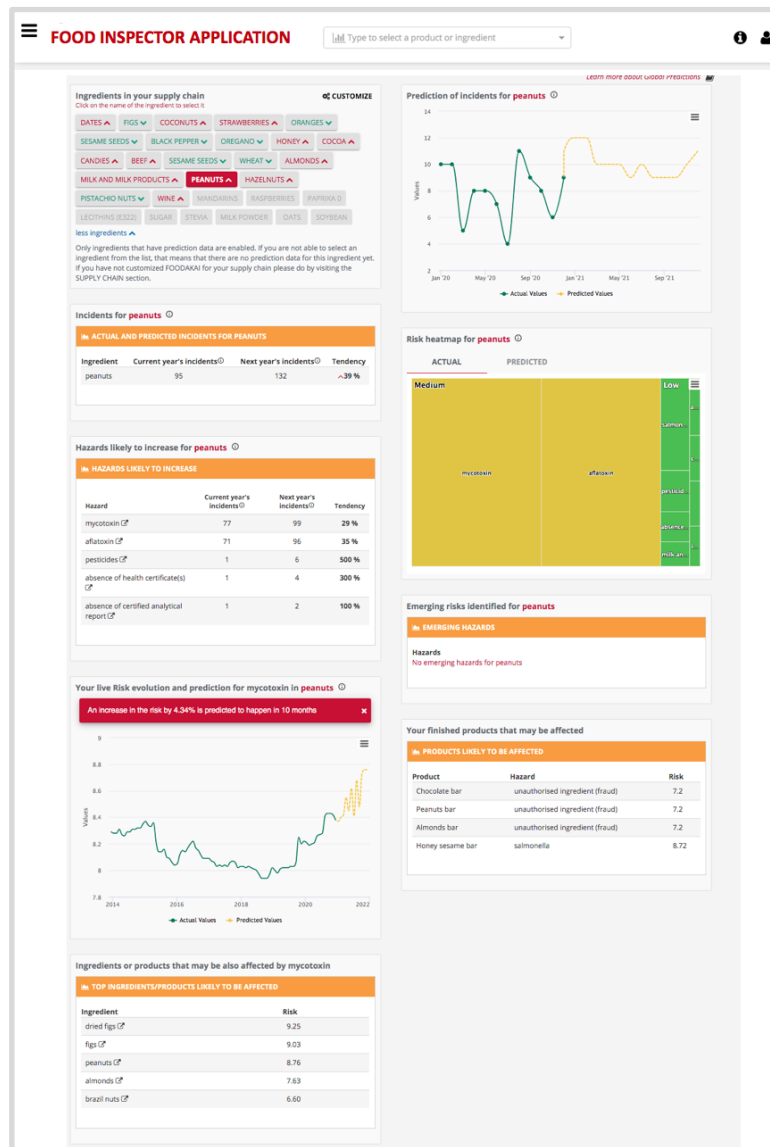 FOOD INSPECTOR APPLICATION
Type to select a product or ingredient
Learn more about Global Predictions
Ingredients in your supply chain
CUSTOMIZE
Click on the name of the ingredient to select it
DATES FIGS COCONUTS STRAWBERRIES ORANGES
SESAME SEEDS BLACK PEPPER OREGANO HONEY COCOA
CANDIES BEEF SESAME SEEDS WHEAT ALMONDS
MILK AND MILK PRODUCTS PEANUTS HAZELNUTS
PISTACHIO NUTS WINE MANDARINS RASPBERRIES PAPRIKA 0
LECITHINS (E322) SUGAR STEVIA MILK POWDER OATS SOYBEAN
less ingredients
Only ingredients that have prediction data are enabled. If you are not able to select an
ingredient from the list, that means that there are no prediction data for this ingredient yet.
If you have not customized FOODAKAI for your supply chain please do by visiting the
SUPPLY CHAIN section.
Prediction of incidents for peanuts
14
12
10
8
6
4
2
Values
Jan '20 May '20 Sep '20 Jan '21 May '21 Sep '21
Actual Values Predicted Values
Incidents for peanuts
ACTUAL AND PREDICTED INCIDENTS FOR PEANUTS
Ingredient Current year's incidents Next year's incidents Tendency
peanuts 95 132 39 %
Risk heatmap for peanuts
ACTUAL PREDICTED
Medium
Low
mycotoxin
aflatoxin
salmon...
pesticid...
absence...
milk an...
Hazards likely to increase for peanuts
HAZARDS LIKELY TO INCREASE
Hazard Current year's incidents Next year's incidents Tendency
mycotoxin 77 99 29 %
aflatoxin 71 96 35 %
pesticides 1 6 500 %
absence of health certificate(s) 1 4 300 %
absence of certified analytical
report 1 2 100 %
Emerging risks identified for peanuts
EMERGING HAZARDS
Hazards
No emerging hazards for peanuts
Your live Risk evolution and prediction for mycotoxin in peanuts
An increase in the risk by 4.34% is predicted to happen in 10 months
9
8.8
8.6
8.4
8.2
8
7.8
Values
2014 2016 2018 2020 2022
Actual Values Predicted Values
Your finished products that may be affected
PRODUCTS LIKELY TO BE AFFECTED
Product Hazard Risk
Chocolate bar unauthorised ingredient (fraud) 7.2
Peanuts bar unauthorised ingredient (fraud) 7.2
Almonds bar unauthorised ingredient (fraud) 7.2
Honey sesame bar salmonella 8.72
Ingredients or products that may be also affected by mycotoxin
TOP INGREDIENTS/PRODUCTS LIKELY TO BE AFFECTED
Ingredient Risk
dried figs 9.25
figs 9.03
peanuts 8.76
almonds 7.63
brazil nuts 6.60